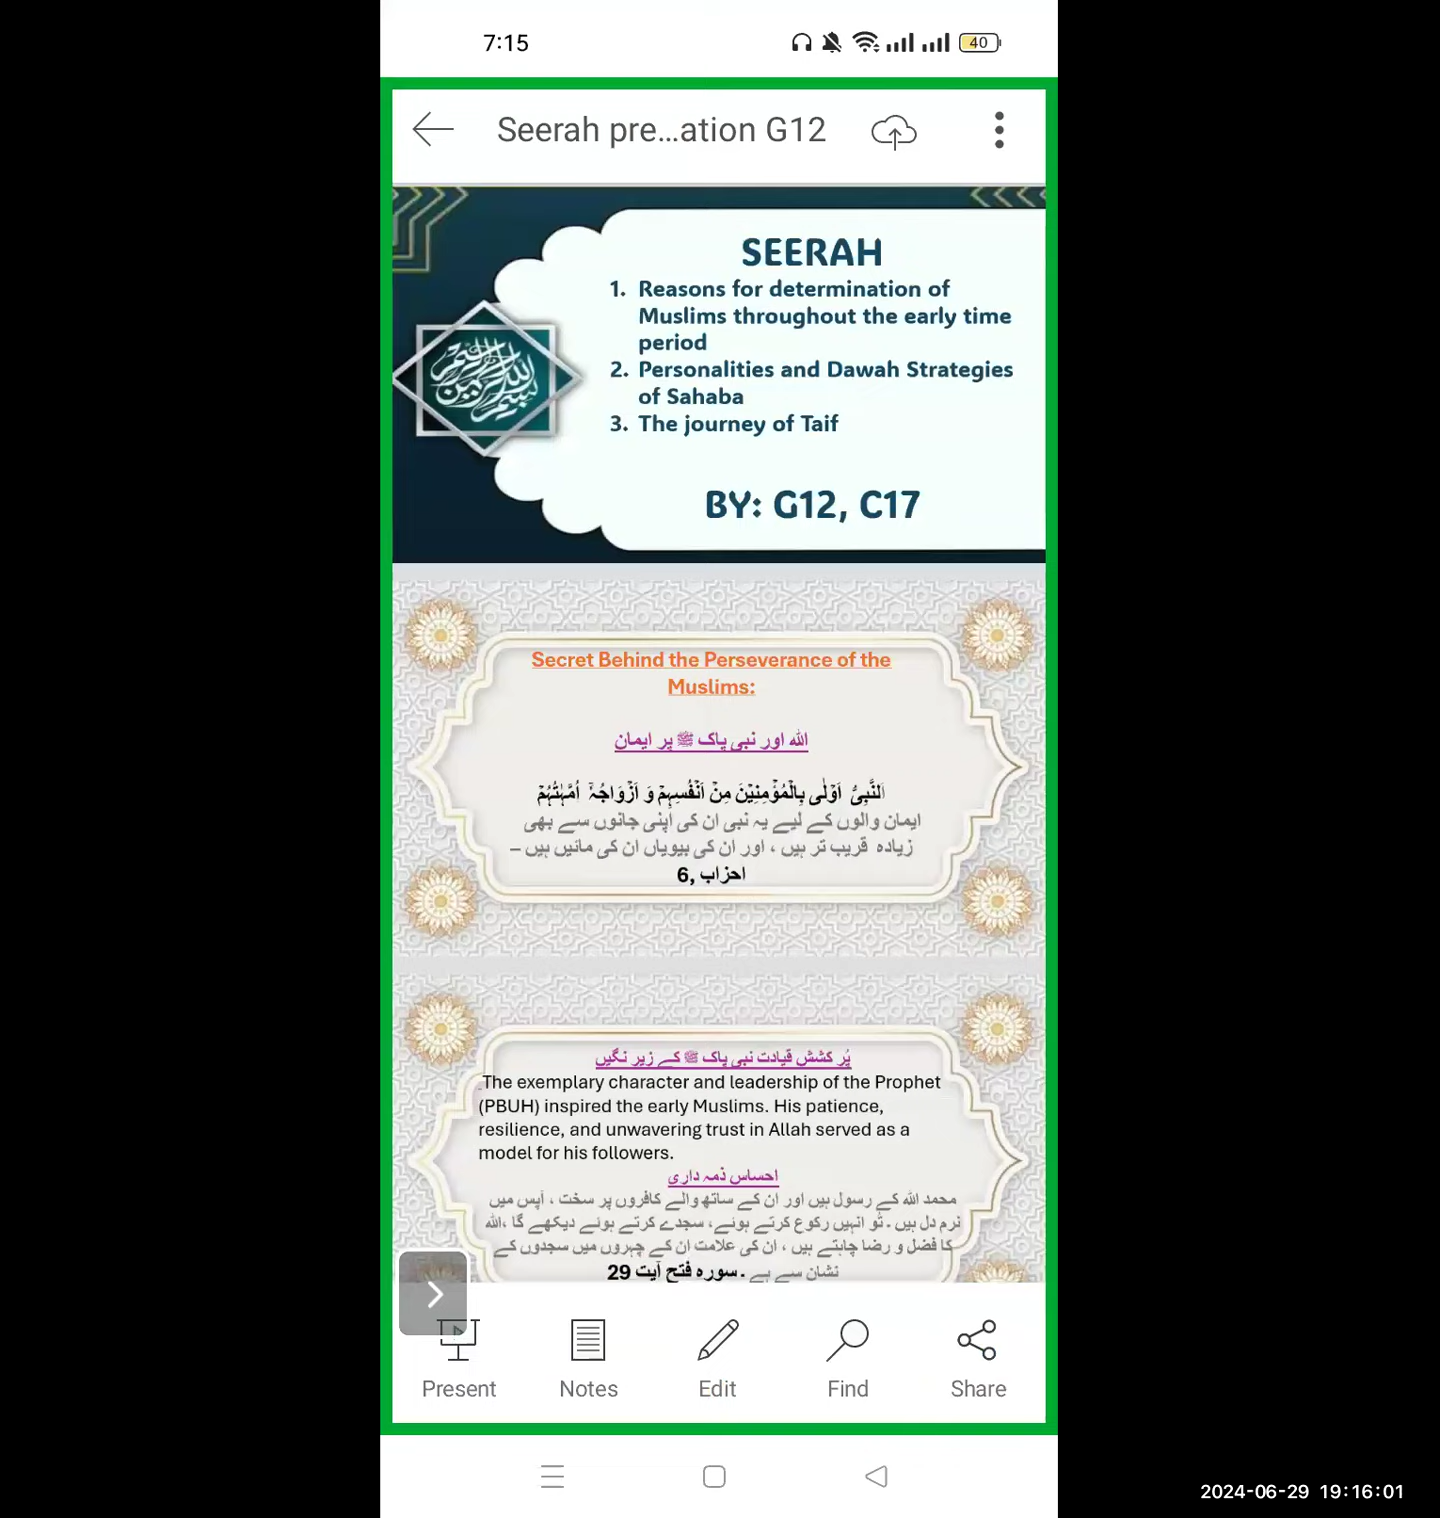 7:15
40
Seerah pre...ation G12
SEERAH
1. Reasons for determination of
Muslims throughout the early time
period
2. Personalities and Dawah Strategies
of Sahaba
3. The journey of Taif
بسم الله الرحمن الرحيم
BY: G12, C17
Secret Behind the Perseverance of the
Muslims:
الله اور نبی پاک ﷺ پر ایمان
اَلنَّبِیُّ اَوْلٰى بِالْمُؤْمِنِیْنَ مِنْ اَنْفُسِهِمْ وَ اَزْوَاجُهٗۤ اُمَّهٰتُهُمْ
ایمان والوں کے لیے یہ نبی ان کی اپنی جانوں سے بھی
زیادہ قریب تر ہیں ، اور ان کی بیویاں ان کی مائیں ہیں –
احزاب ,6
پُر کشش قیادت نبی پاک ﷺ کے زیر نگیں
The exemplary character and leadership of the Prophet
(PBUH) inspired the early Muslims. His patience,
resilience, and unwavering trust in Allah served as a
model for his followers.
احساس ذمہ داری
محمد الله کے رسول ہیں اور ان کے ساتھ والے کافروں پر سخت ، آپس میں
نرم دل ہیں ۔ تُو انہیں رکوع کرتے ہوئے، سجدے کرتے ہوئے دیکھے گا ،الله
کا فضل و رضا چاہتے ہیں ، ان کی علامت ان کے چہروں میں سجدوں کے
نشان سے ہے ۔ سورہ فتح آیت 29
Present Notes Edit Find Share
2024-06-29 19:16:01